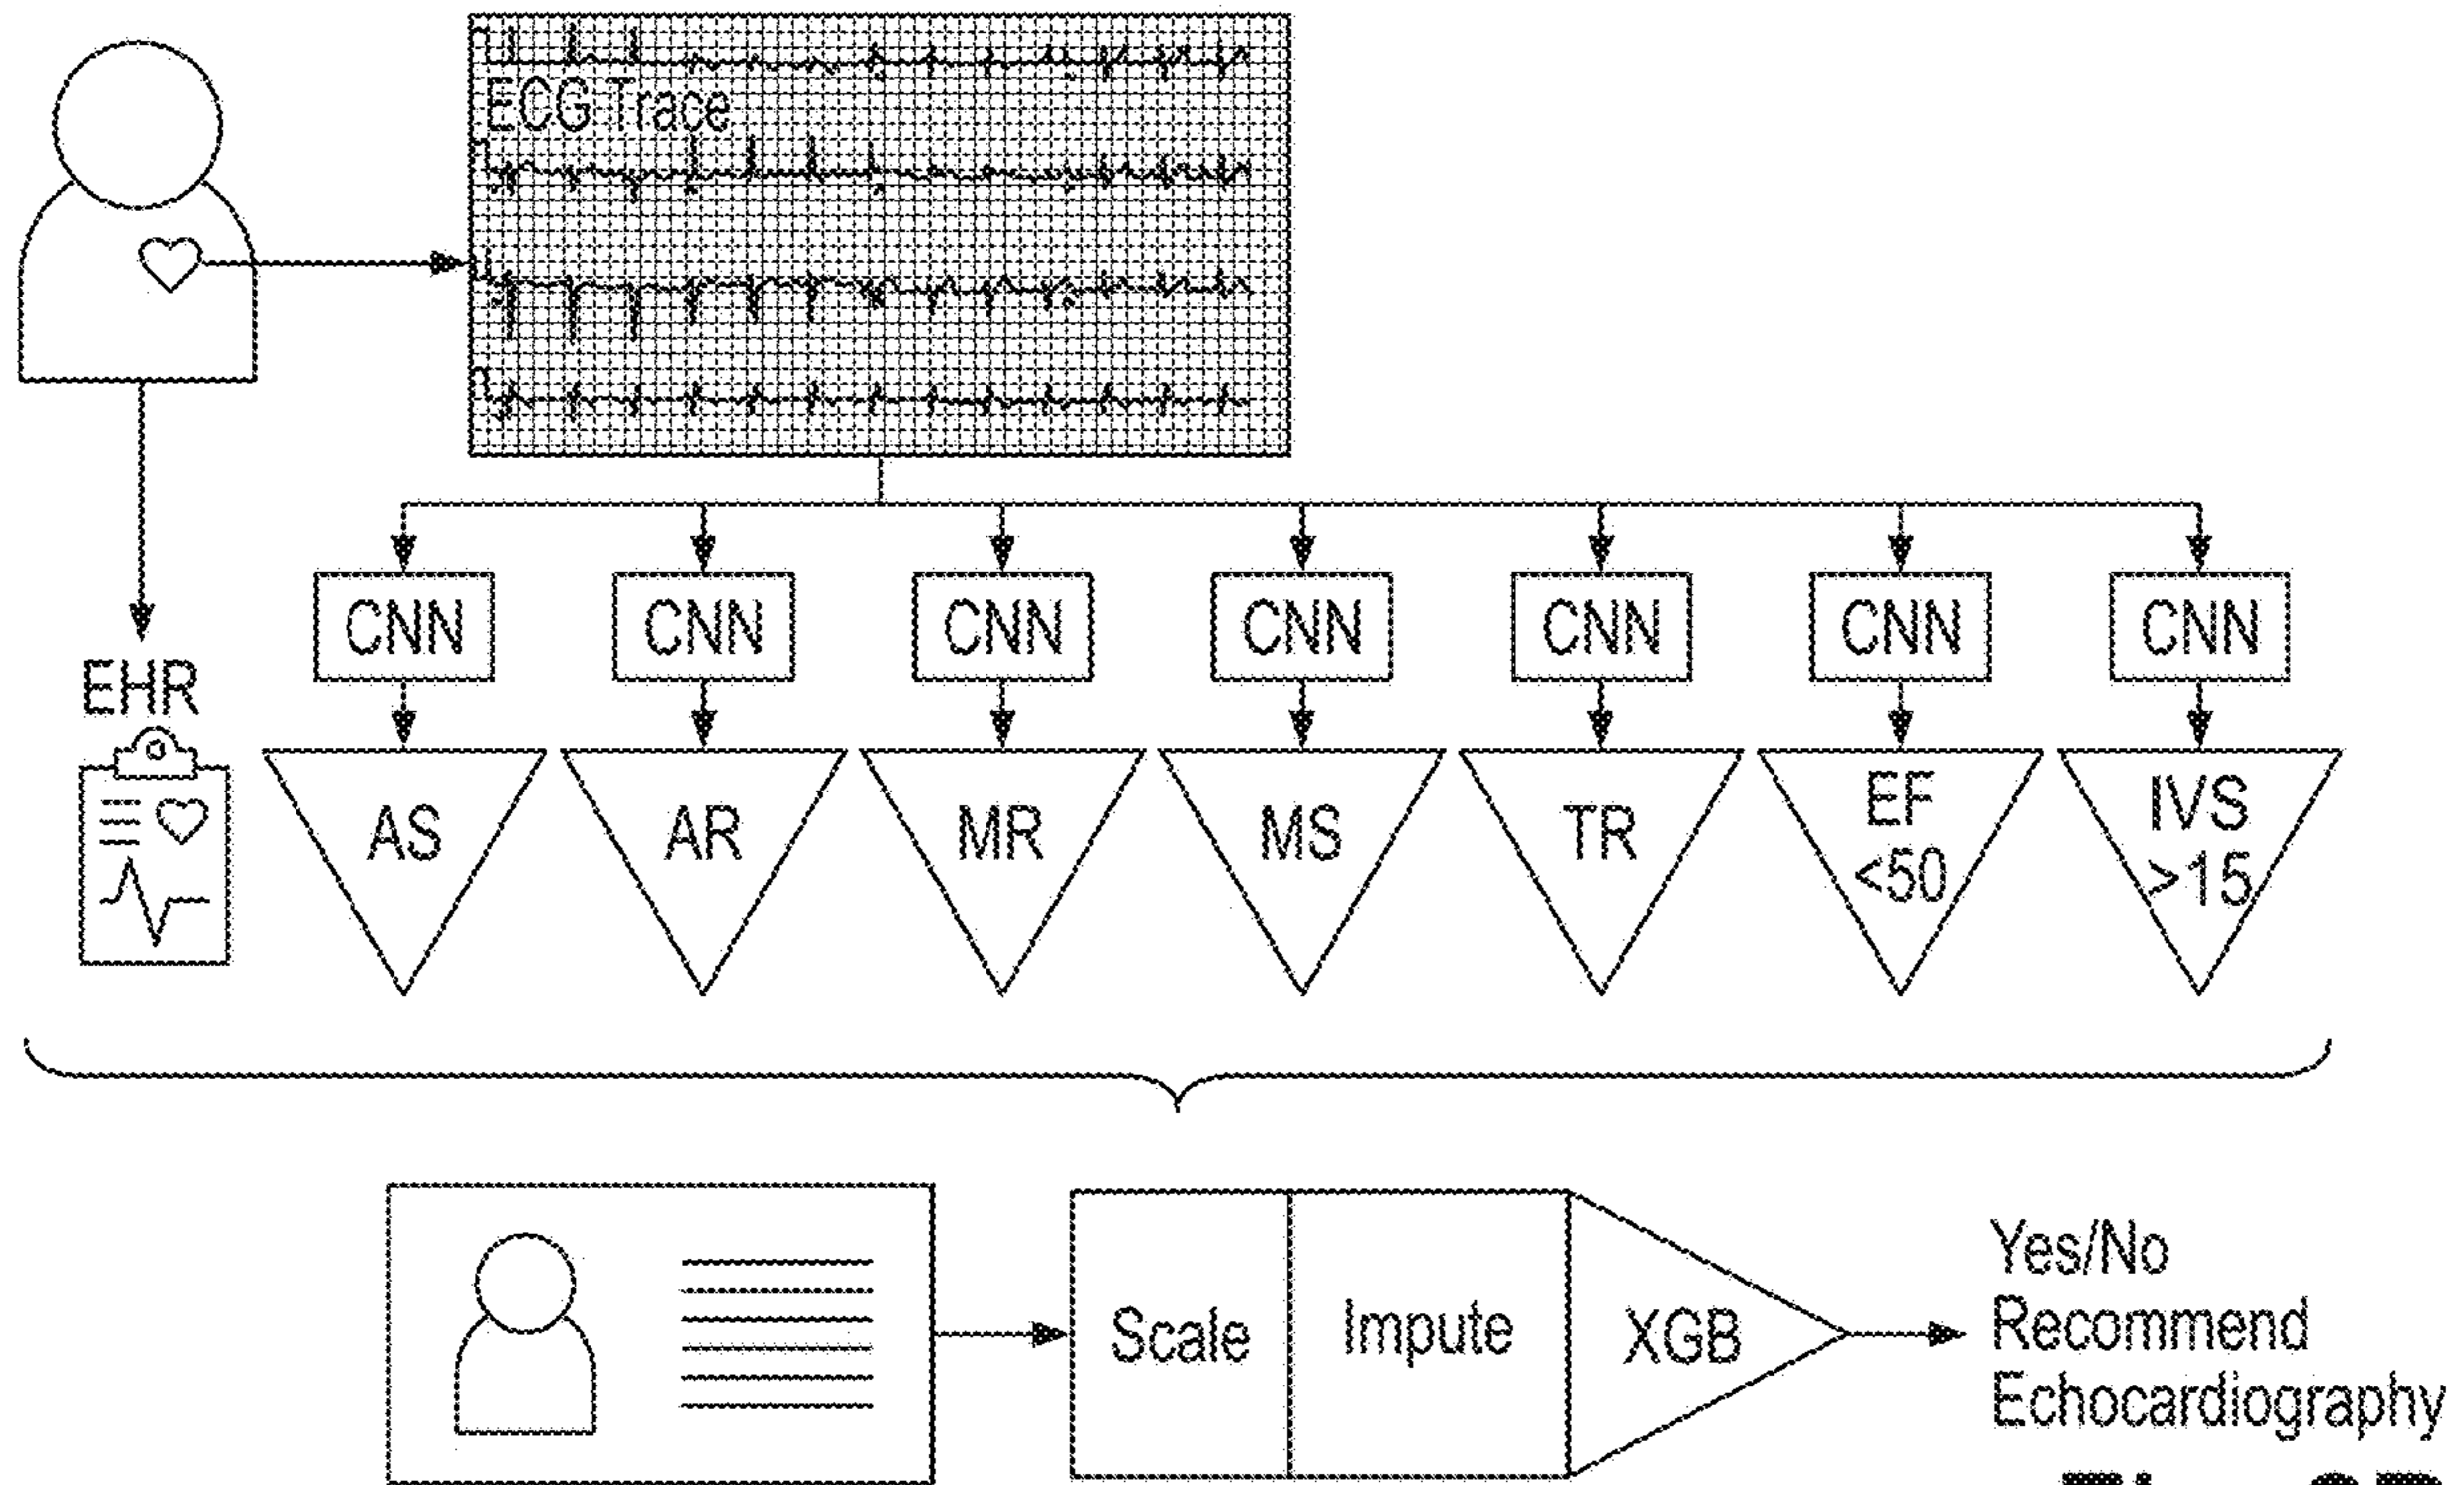 ECG Trace
CNN CNN CNN CNN CNN CNN CNN
EHR
AS AR MR MS TR EF <50 IVS >15
Scale Impute XGB
Yes/No
Recommend
Echocardiography